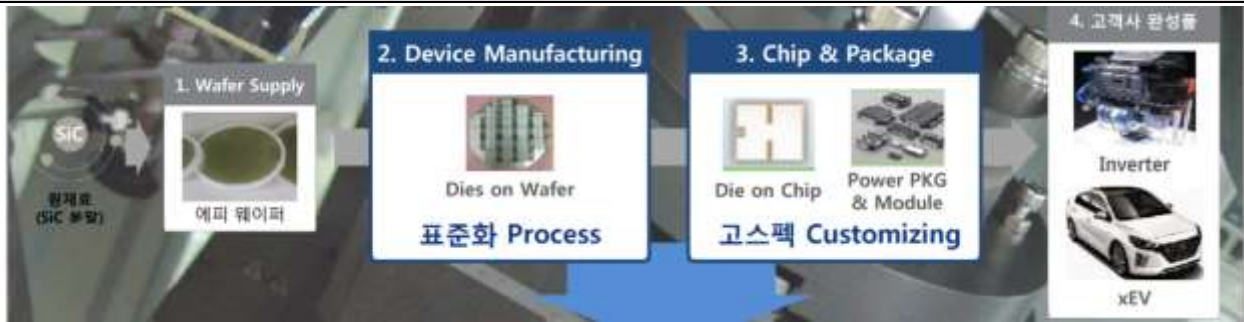 SiC
원재료
(SiC 분말)
1. Wafer Supply
에피 웨이퍼
2. Device Manufacturing
Dies on Wafer
표준화 Process
3. Chip & Package
Die on Chip
Power PKG
& Module
고스펙 Customizing
4. 고객사 완성품
Inverter
xEV